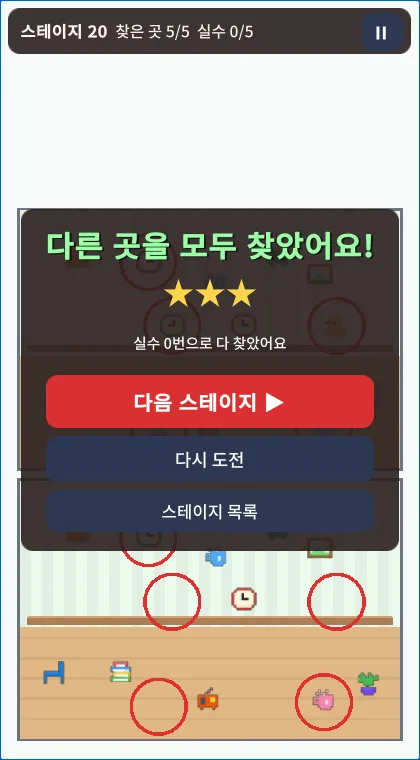 스테이지 20 찾은 곳 5/5 실수 0/5
다른 곳을 모두 찾았어요!
실수 0번으로 다 찾았어요
다음 스테이지 ▶
다시 도전
스테이지 목록